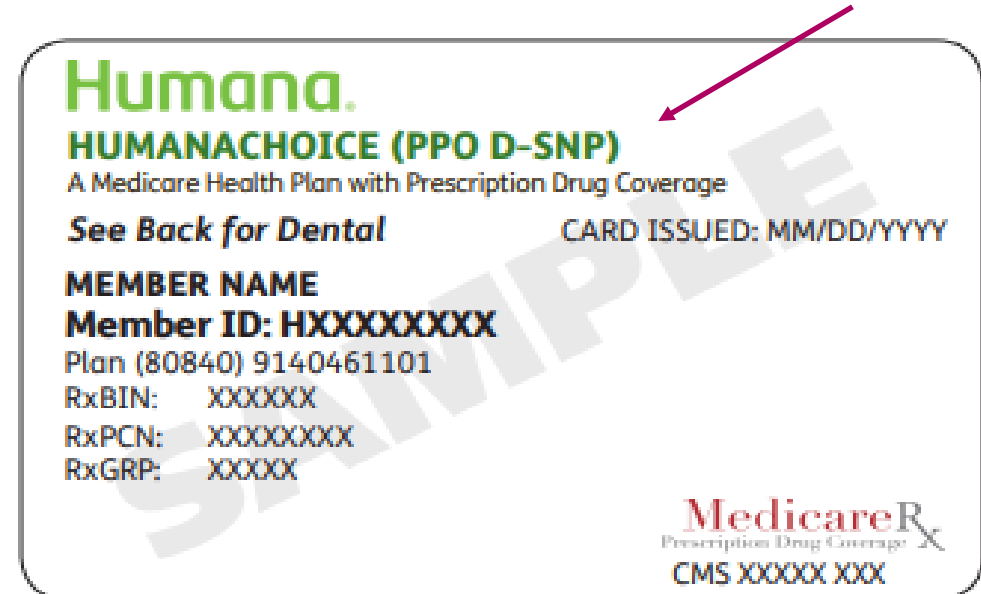 Humana.
HUMANACHOICE (PPO D-SNP)
A Medicare Health Plan with Prescription Drug Coverage
See Back for Dental CARD ISSUED: MM/DD/YYYY
MEMBER NAME
Member ID: HXXXXXXXX
Plan (80840) 9140461101
RxBIN: XXXXXX
RxPCN: XXXXXXXX
RxGRP: XXXXX
SAMPLE
MedicareRx
Prescription Drug Coverage
CMS XXXXX XXX